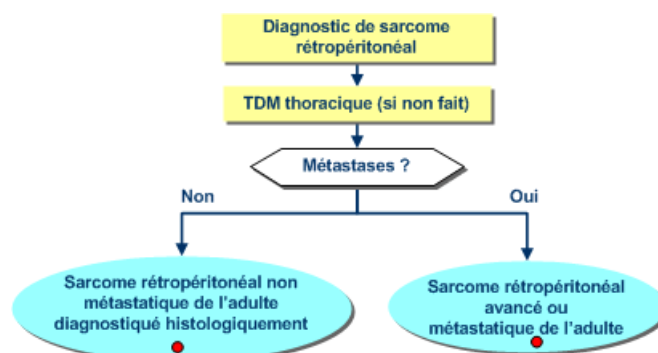 Diagnostic de sarcome
rétropéritonéal
TDM thoracique (si non fait)
Métastases ?
Non
Oui
Sarcome rétropéritonéal non
métastatique de l'adulte
diagnostiqué histologiquement
Sarcome rétropéritonéal
avancé ou
métastatique de l'adulte